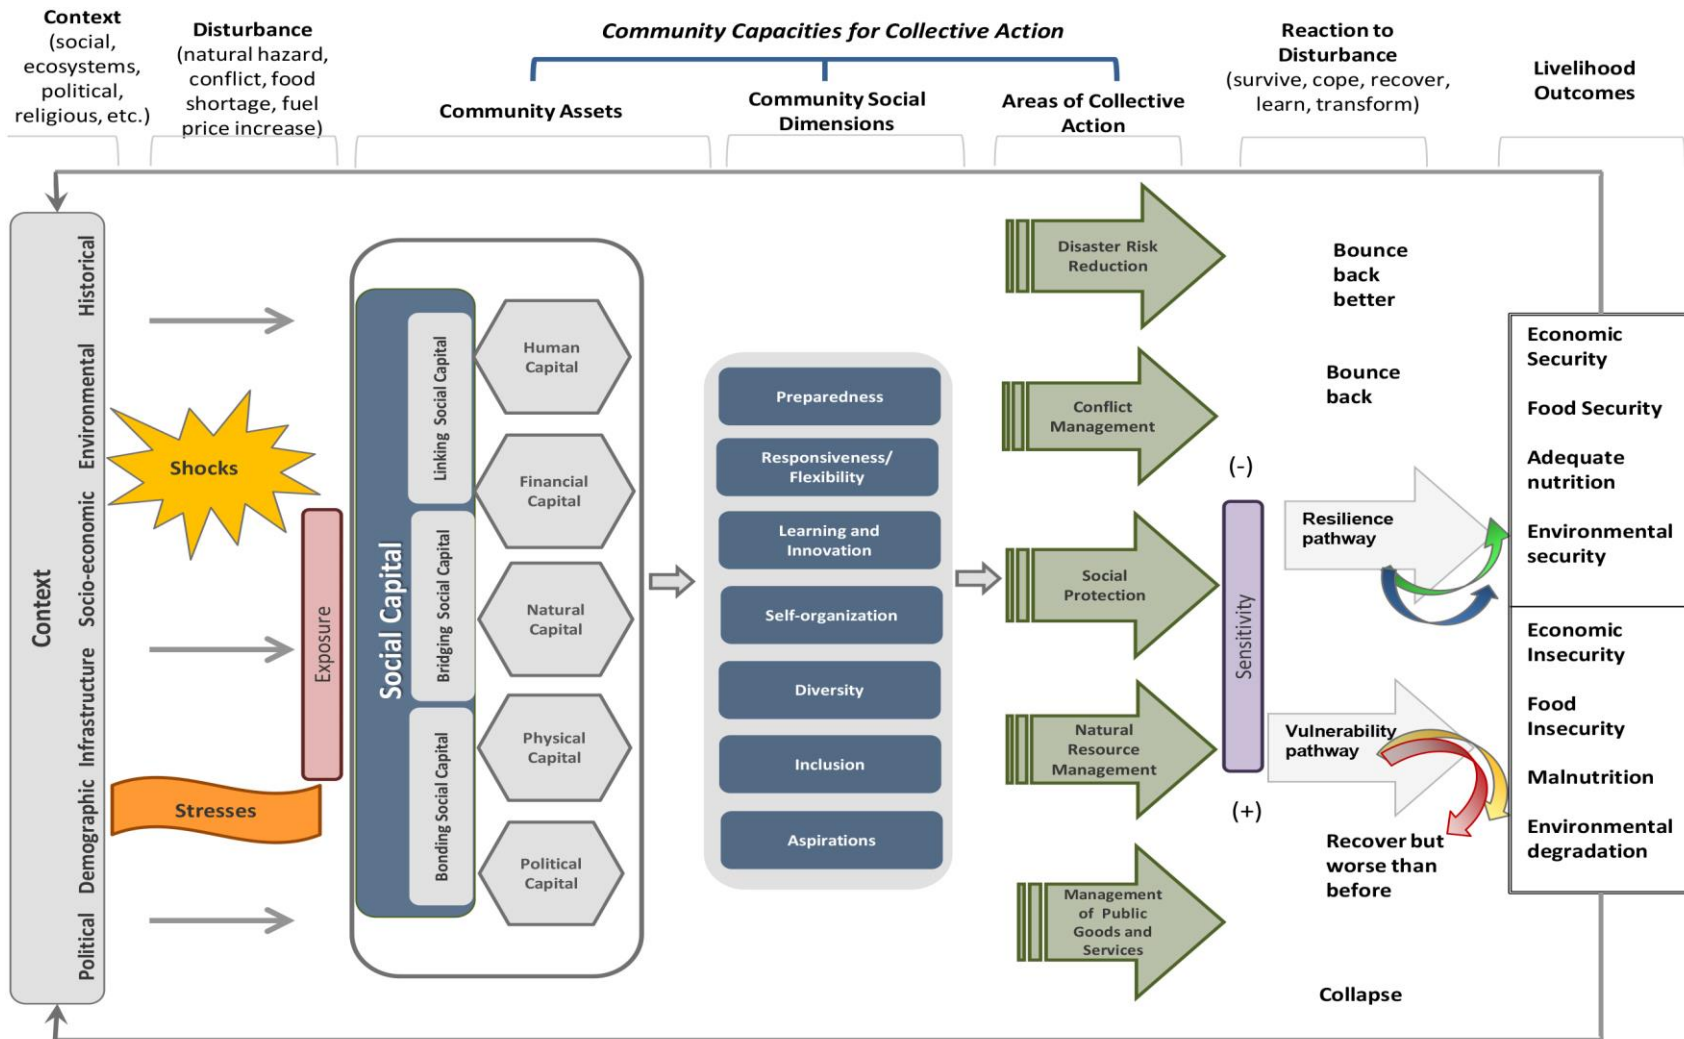 Context
(social,
ecosystems,
political,
religious, etc.)
Disturbance
(natural hazard,
conflict, food
shortage, fuel
price increase)
Community Capacities for Collective Action
Community Assets
Community Social
Dimensions
Areas of Collective
Action
Reaction to
Disturbance
(survive, cope, recover,
learn, transform)
Livelihood
Outcomes
Context
Historical
Environmental
Socio-economic
Infrastructure
Demographic
Political
Shocks
Stresses
Exposure
Social Capital
Linking Social Capital
Bridging Social Capital
Bonding Social Capital
Human
Capital
Financial
Capital
Natural
Capital
Physical
Capital
Political
Capital
Preparedness
Responsiveness/
Flexibility
Learning and
Innovation
Self-organization
Diversity
Inclusion
Aspirations
Disaster Risk
Reduction
Conflict
Management
Social
Protection
Natural
Resource
Management
Management
of Public
Goods and
Services
(-)
Sensitivity
(+)
Bounce
back
better
Bounce
back
Resilience
pathway
Vulnerability
pathway
Recover but
worse than
before
Collapse
Economic
Security
Food Security
Adequate
nutrition
Environmental
security
Economic
Insecurity
Food
Insecurity
Malnutrition
Environmental
degradation